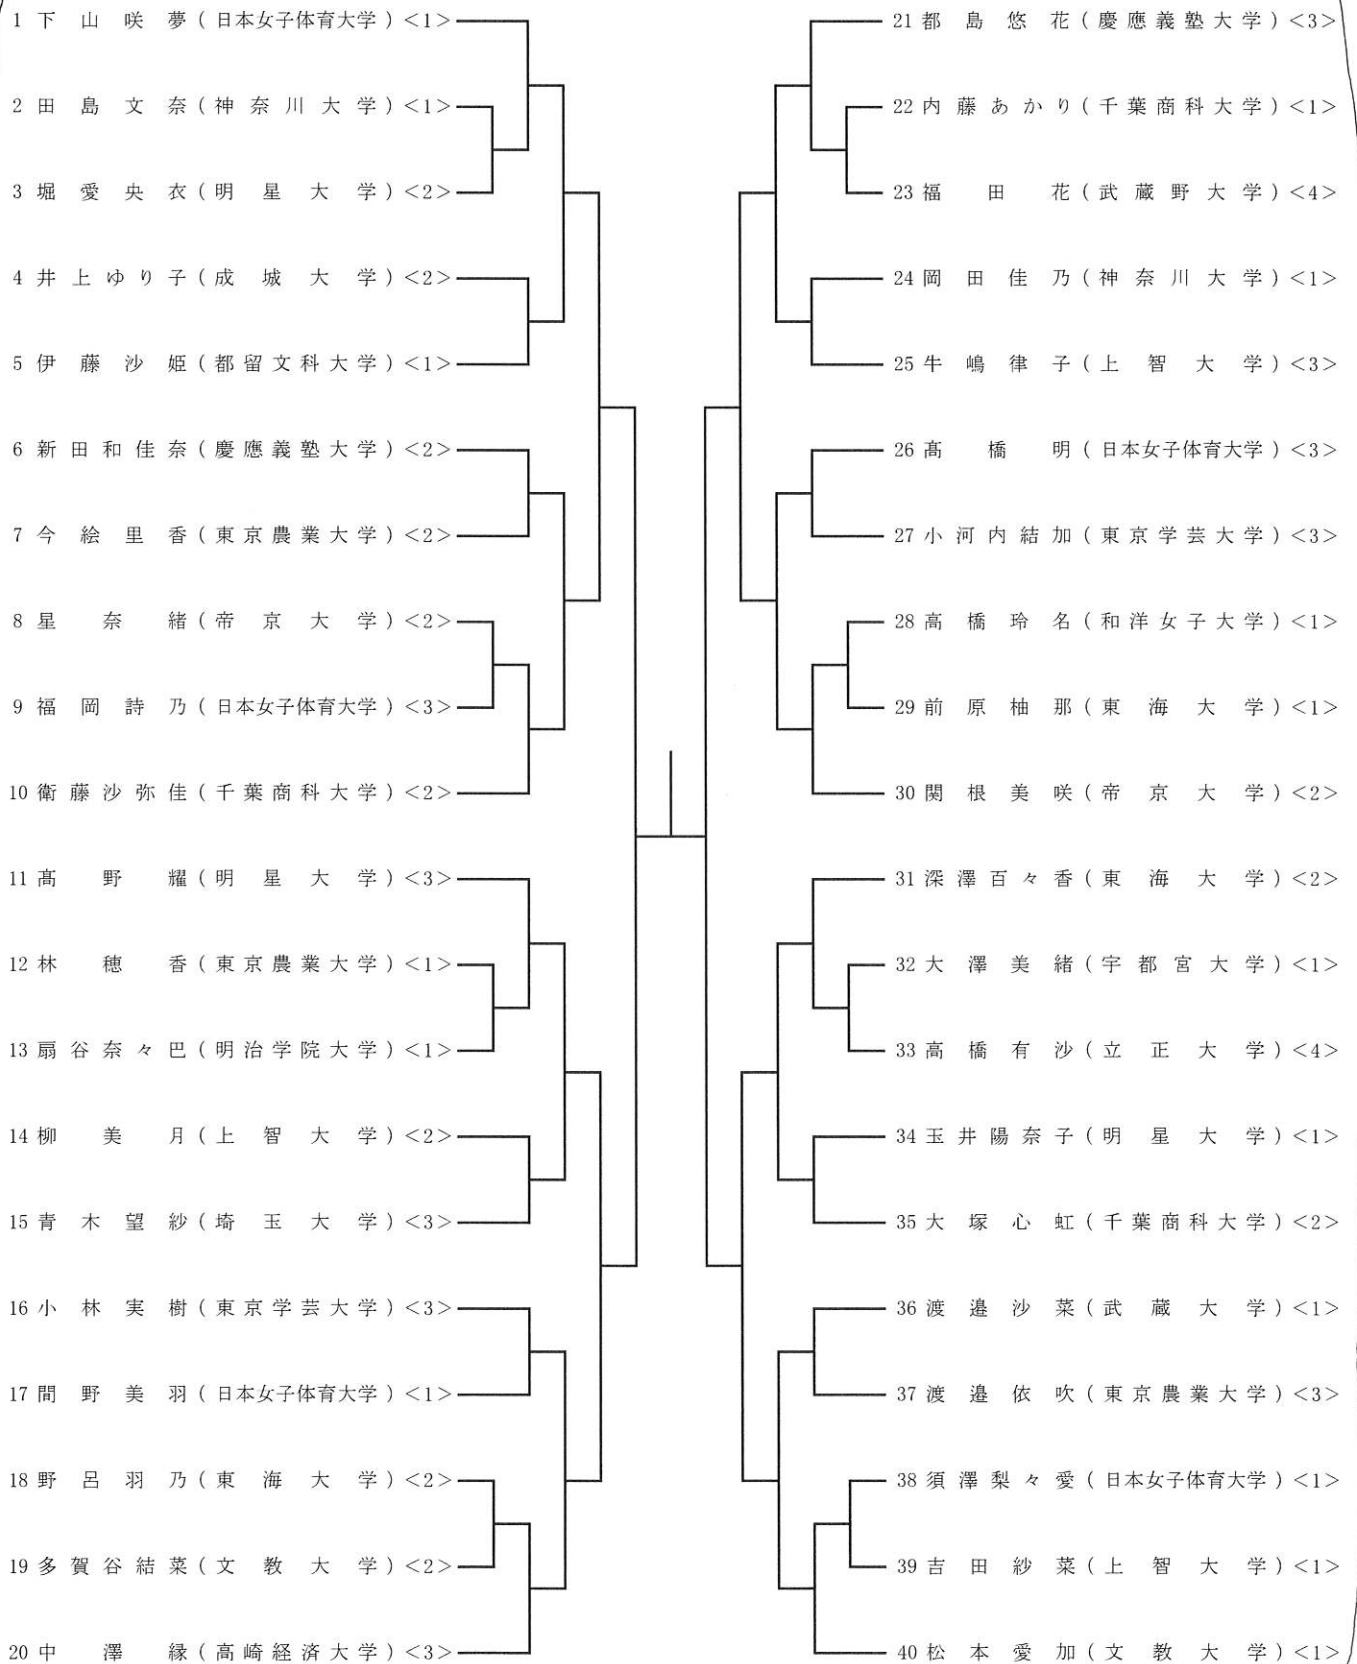 1 下山咲夢(日本女子体育大学)<1>
2 田島文奈(神奈川大学)<1>
3 堀愛央衣(明星大学)<2>
4 井上ゆり子(成城大学)<2>
5 伊藤沙姫(都留文科大学)<1>
6 新田和佳奈(慶應義塾大学)<2>
7 今絵里香(東京農業大学)<2>
8 星奈緒(帝京大学)<2>
9 福岡詩乃(日本女子体育大学)<3>
10 衛藤沙弥佳(千葉商科大学)<2>
11 髙野耀(明星大学)<3>
12 林穂香(東京農業大学)<1>
13 扇谷奈々巴(明治学院大学)<1>
14 柳美月(上智大学)<2>
15 青木望紗(埼玉大学)<3>
16 小林実樹(東京学芸大学)<3>
17 間野美羽(日本女子体育大学)<1>
18 野呂羽乃(東海大学)<2>
19 多賀谷結菜(文教大学)<2>
20 中澤縁(高崎経済大学)<3>
21 都島悠花(慶應義塾大学)<3>
22 内藤あかり(千葉商科大学)<1>
23 福田花(武蔵野大学)<4>
24 岡田佳乃(神奈川大学)<1>
25 牛嶋律子(上智大学)<3>
26 髙橋明(日本女子体育大学)<3>
27 小河内結加(東京学芸大学)<3>
28 高橋玲名(和洋女子大学)<1>
29 前原柚那(東海大学)<1>
30 関根美咲(帝京大学)<2>
31 深澤百々香(東海大学)<2>
32 大澤美緒(宇都宮大学)<1>
33 高橋有沙(立正大学)<4>
34 玉井陽奈子(明星大学)<1>
35 大塚心虹(千葉商科大学)<2>
36 渡邉沙菜(武蔵大学)<1>
37 渡邉依吹(東京農業大学)<3>
38 須澤梨々愛(日本女子体育大学)<1>
39 吉田紗菜(上智大学)<1>
40 松本愛加(文教大学)<1>